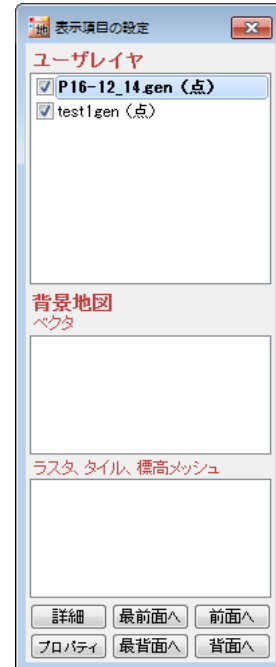 地 表示項目の設定
ユーザレイヤ
P16-12_14.gen (点)
test1.gen (点)
背景地図
ベクタ
ラスタ、タイル、標高メッシュ
詳細 最前面へ 前面へ
プロパティ 最背面へ 背面へ